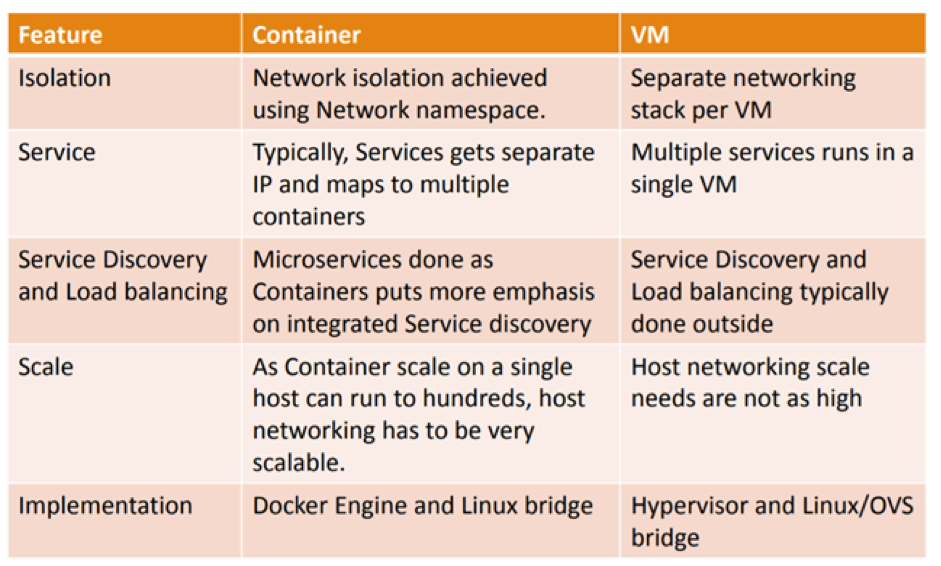 Feature Container VM
Isolation Network isolation achieved Separate networking
using Network namespace. stack per VM
Service Typically, Services gets separate Multiple services runs in a
IP and maps to multiple single VM
containers
Service Discovery Microservices done as Service Discovery and
and Load balancing Containers puts more emphasis Load balancing typically
on integrated Service discovery done outside
Scale As Container scale on a single Host networking scale
host can run to hundreds, host needs are not as high
networking has to be very
scalable.
Implementation Docker Engine and Linux bridge Hypervisor and Linux/OVS
bridge